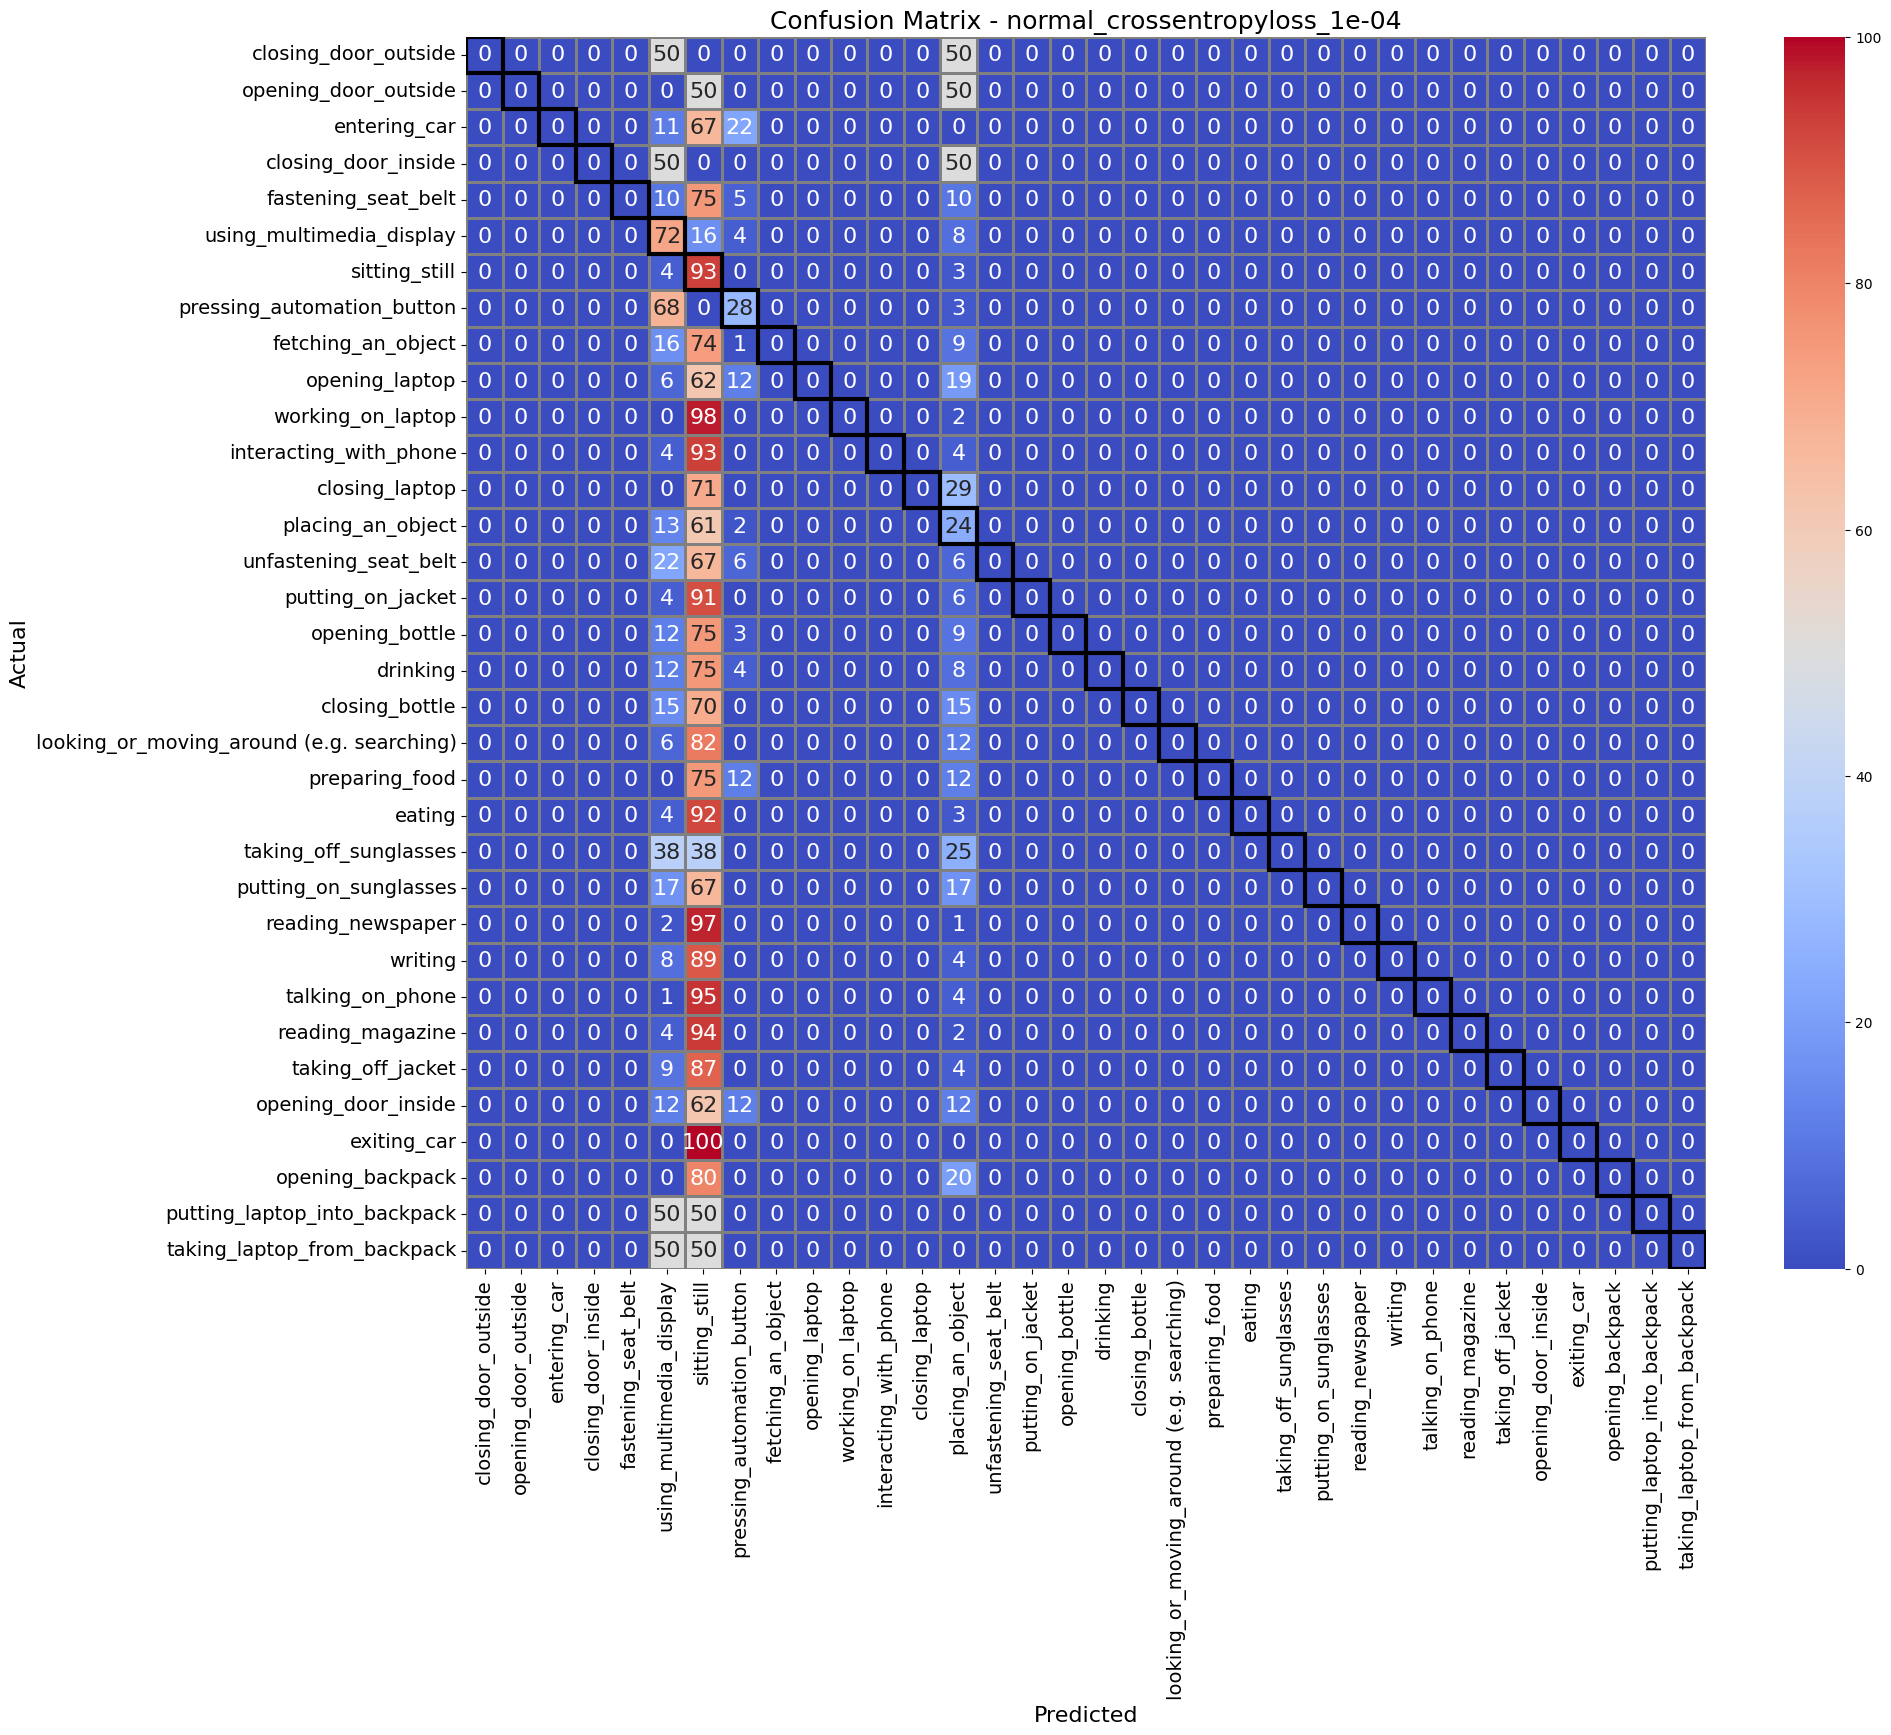 Confusion Matrix - normal_crossentropyloss_1e-04
closing_door_outside 0 0 0 0 0 50 0 0 0 0 0 0 0 50 0 0 0 0 0 0 0 0 0 0 0 0 0 0 0 0 0 0 0 0
opening_door_outside 0 0 0 0 0 0 50 0 0 0 0 0 0 50 0 0 0 0 0 0 0 0 0 0 0 0 0 0 0 0 0 0 0 0
entering_car 0 0 0 0 0 11 67 22 0 0 0 0 0 0 0 0 0 0 0 0 0 0 0 0 0 0 0 0 0 0 0 0 0 0
closing_door_inside 0 0 0 0 0 50 0 0 0 0 0 0 0 50 0 0 0 0 0 0 0 0 0 0 0 0 0 0 0 0 0 0 0 0
fastening_seat_belt 0 0 0 0 0 10 75 5 0 0 0 0 0 10 0 0 0 0 0 0 0 0 0 0 0 0 0 0 0 0 0 0 0 0
using_multimedia_display 0 0 0 0 0 72 16 4 0 0 0 0 0 8 0 0 0 0 0 0 0 0 0 0 0 0 0 0 0 0 0 0 0 0
sitting_still 0 0 0 0 0 4 93 0 0 0 0 0 0 3 0 0 0 0 0 0 0 0 0 0 0 0 0 0 0 0 0 0 0 0
pressing_automation_button 0 0 0 0 0 68 0 28 0 0 0 0 0 3 0 0 0 0 0 0 0 0 0 0 0 0 0 0 0 0 0 0 0 0
fetching_an_object 0 0 0 0 0 16 74 1 0 0 0 0 0 9 0 0 0 0 0 0 0 0 0 0 0 0 0 0 0 0 0 0 0 0
opening_laptop 0 0 0 0 0 6 62 12 0 0 0 0 0 19 0 0 0 0 0 0 0 0 0 0 0 0 0 0 0 0 0 0 0 0
working_on_laptop 0 0 0 0 0 0 98 0 0 0 0 0 0 2 0 0 0 0 0 0 0 0 0 0 0 0 0 0 0 0 0 0 0 0
interacting_with_phone 0 0 0 0 0 4 93 0 0 0 0 0 0 4 0 0 0 0 0 0 0 0 0 0 0 0 0 0 0 0 0 0 0 0
closing_laptop 0 0 0 0 0 0 71 0 0 0 0 0 0 29 0 0 0 0 0 0 0 0 0 0 0 0 0 0 0 0 0 0 0 0
placing_an_object 0 0 0 0 0 13 61 2 0 0 0 0 0 24 0 0 0 0 0 0 0 0 0 0 0 0 0 0 0 0 0 0 0 0
unfastening_seat_belt 0 0 0 0 0 22 67 6 0 0 0 0 0 6 0 0 0 0 0 0 0 0 0 0 0 0 0 0 0 0 0 0 0 0
putting_on_jacket 0 0 0 0 0 4 91 0 0 0 0 0 0 6 0 0 0 0 0 0 0 0 0 0 0 0 0 0 0 0 0 0 0 0
opening_bottle 0 0 0 0 0 12 75 3 0 0 0 0 0 9 0 0 0 0 0 0 0 0 0 0 0 0 0 0 0 0 0 0 0 0
drinking 0 0 0 0 0 12 75 4 0 0 0 0 0 8 0 0 0 0 0 0 0 0 0 0 0 0 0 0 0 0 0 0 0 0
closing_bottle 0 0 0 0 0 15 70 0 0 0 0 0 0 15 0 0 0 0 0 0 0 0 0 0 0 0 0 0 0 0 0 0 0 0
looking_or_moving_around (e.g. searching) 0 0 0 0 0 6 82 0 0 0 0 0 0 12 0 0 0 0 0 0 0 0 0 0 0 0 0 0 0 0 0 0 0 0
preparing_food 0 0 0 0 0 0 75 12 0 0 0 0 0 12 0 0 0 0 0 0 0 0 0 0 0 0 0 0 0 0 0 0 0 0
eating 0 0 0 0 0 4 92 0 0 0 0 0 0 3 0 0 0 0 0 0 0 0 0 0 0 0 0 0 0 0 0 0 0 0
taking_off_sunglasses 0 0 0 0 0 38 38 0 0 0 0 0 0 25 0 0 0 0 0 0 0 0 0 0 0 0 0 0 0 0 0 0 0 0
putting_on_sunglasses 0 0 0 0 0 17 67 0 0 0 0 0 0 17 0 0 0 0 0 0 0 0 0 0 0 0 0 0 0 0 0 0 0 0
reading_newspaper 0 0 0 0 0 2 97 0 0 0 0 0 0 1 0 0 0 0 0 0 0 0 0 0 0 0 0 0 0 0 0 0 0 0
writing 0 0 0 0 0 8 89 0 0 0 0 0 0 4 0 0 0 0 0 0 0 0 0 0 0 0 0 0 0 0 0 0 0 0
talking_on_phone 0 0 0 0 0 1 95 0 0 0 0 0 0 4 0 0 0 0 0 0 0 0 0 0 0 0 0 0 0 0 0 0 0 0
reading_magazine 0 0 0 0 0 4 94 0 0 0 0 0 0 2 0 0 0 0 0 0 0 0 0 0 0 0 0 0 0 0 0 0 0 0
taking_off_jacket 0 0 0 0 0 9 87 0 0 0 0 0 0 4 0 0 0 0 0 0 0 0 0 0 0 0 0 0 0 0 0 0 0 0
opening_door_inside 0 0 0 0 0 12 62 12 0 0 0 0 0 12 0 0 0 0 0 0 0 0 0 0 0 0 0 0 0 0 0 0 0 0
exiting_car 0 0 0 0 0 0 100 0 0 0 0 0 0 0 0 0 0 0 0 0 0 0 0 0 0 0 0 0 0 0 0 0 0 0
opening_backpack 0 0 0 0 0 0 80 0 0 0 0 0 0 20 0 0 0 0 0 0 0 0 0 0 0 0 0 0 0 0 0 0 0 0
putting_laptop_into_backpack 0 0 0 0 0 50 50 0 0 0 0 0 0 0 0 0 0 0 0 0 0 0 0 0 0 0 0 0 0 0 0 0 0 0
taking_laptop_from_backpack 0 0 0 0 0 50 50 0 0 0 0 0 0 0 0 0 0 0 0 0 0 0 0 0 0 0 0 0 0 0 0 0 0 0
Actual
closing_door_outside
opening_door_outside
entering_car
closing_door_inside
fastening_seat_belt
using_multimedia_display
sitting_still
pressing_automation_button
fetching_an_object
opening_laptop
working_on_laptop
interacting_with_phone
closing_laptop
placing_an_object
unfastening_seat_belt
putting_on_jacket
opening_bottle
drinking
closing_bottle
looking_or_moving_around (e.g. searching)
preparing_food
eating
taking_off_sunglasses
putting_on_sunglasses
reading_newspaper
writing
talking_on_phone
reading_magazine
taking_off_jacket
opening_door_inside
exiting_car
opening_backpack
putting_laptop_into_backpack
taking_laptop_from_backpack
Predicted
100
80
60
40
20
0